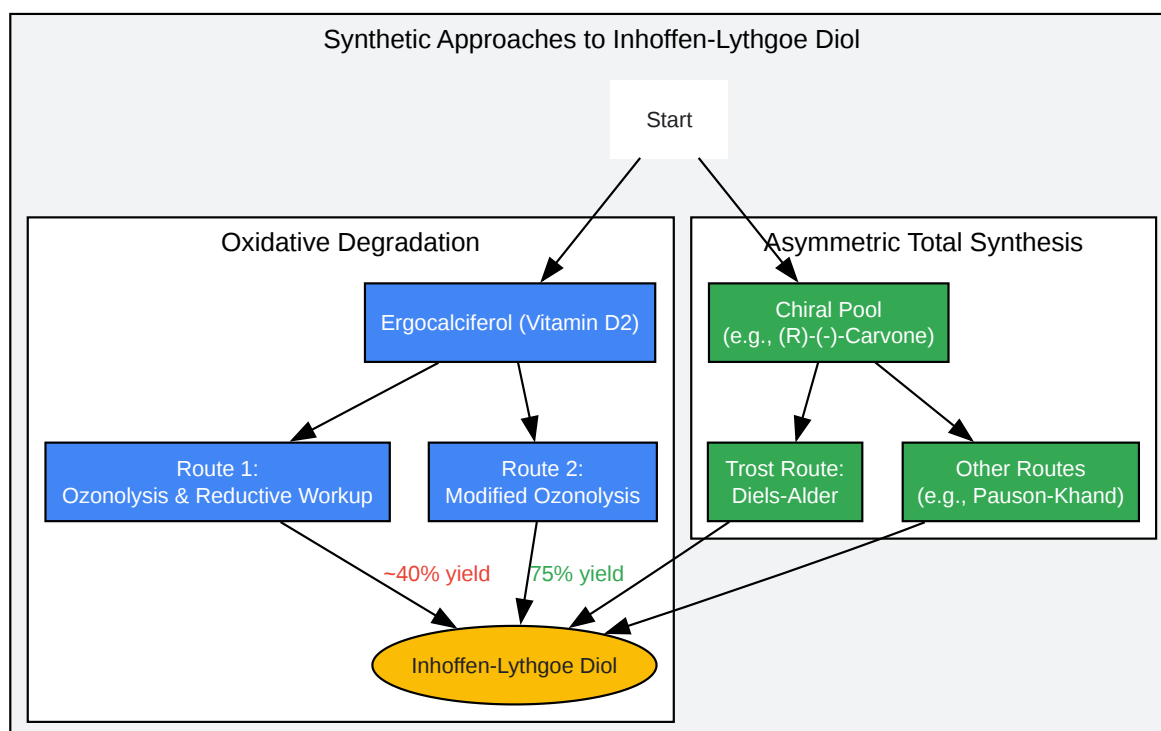 Synthetic Approaches to Inhoffen-Lythgoe Diol
Start
Oxidative Degradation
Asymmetric Total Synthesis
Ergocalciferol (Vitamin D2)
Chiral Pool
(e.g., (R)-(-)-Carvone)
Route 1:
Ozonolysis & Reductive Workup
Route 2:
Modified Ozonolysis
Trost Route:
Diels-Alder
Other Routes
(e.g., Pauson-Khand)
~40% yield
75% yield
Inhoffen-Lythgoe Diol